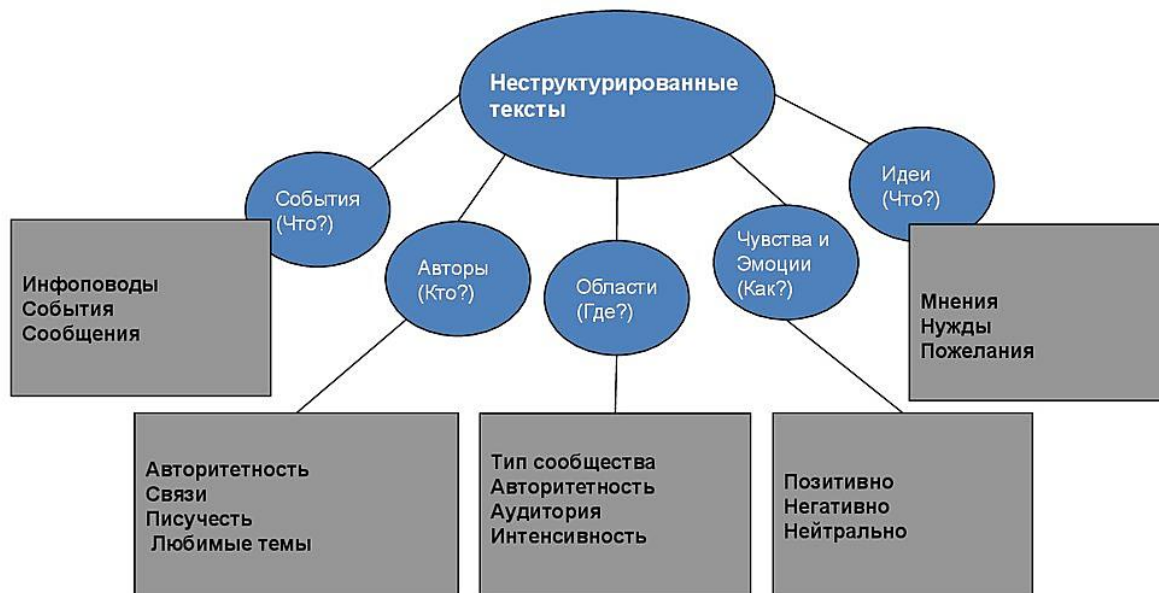 Неструктурированные
тексты
События
(Что?)
Авторы
(Кто?)
Области
(Где?)
Чувства и
Эмоции
(Как?)
Идеи
(Что?)
Инфоповоды
События
Сообщения
Авторитетность
Связи
Писучесть
Любимые темы
Тип сообщества
Авторитетность
Аудитория
Интенсивность
Позитивно
Негативно
Нейтрально
Мнения
Нужды
Пожелания